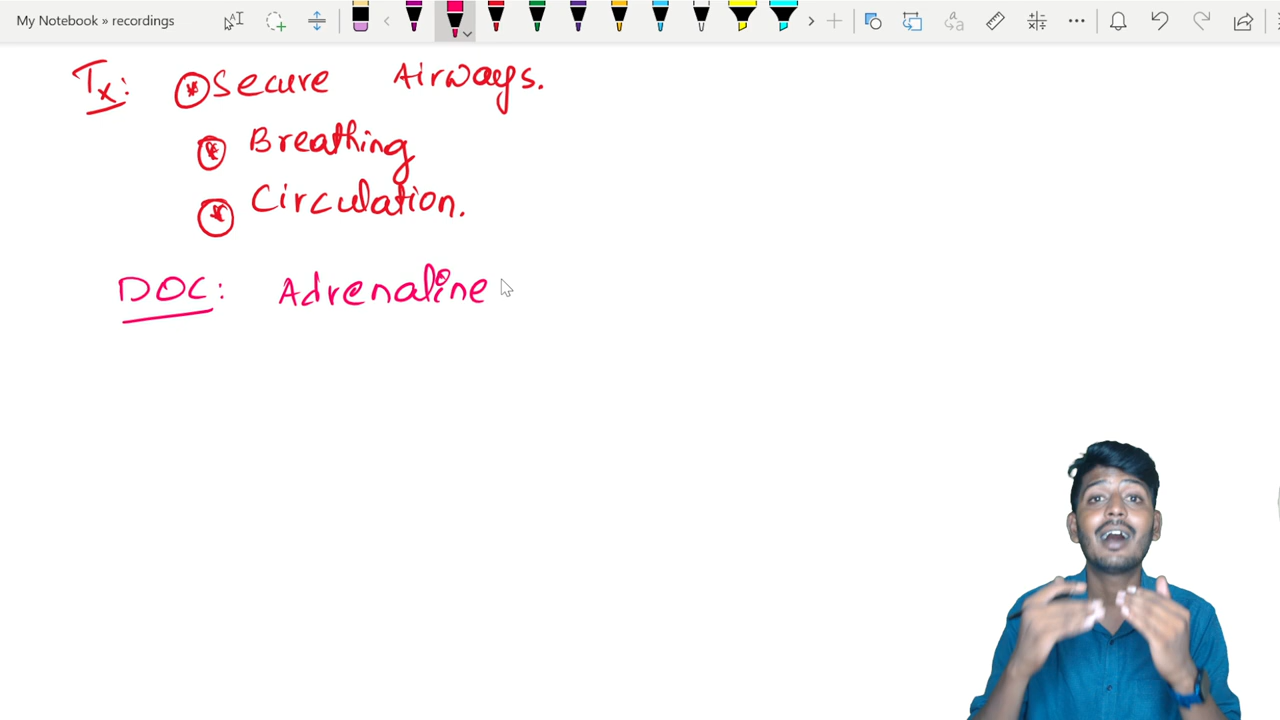 My Notebook » recordings
Tx: Secure Airways.
Breathing
Circulation.
DOC: Adrenaline